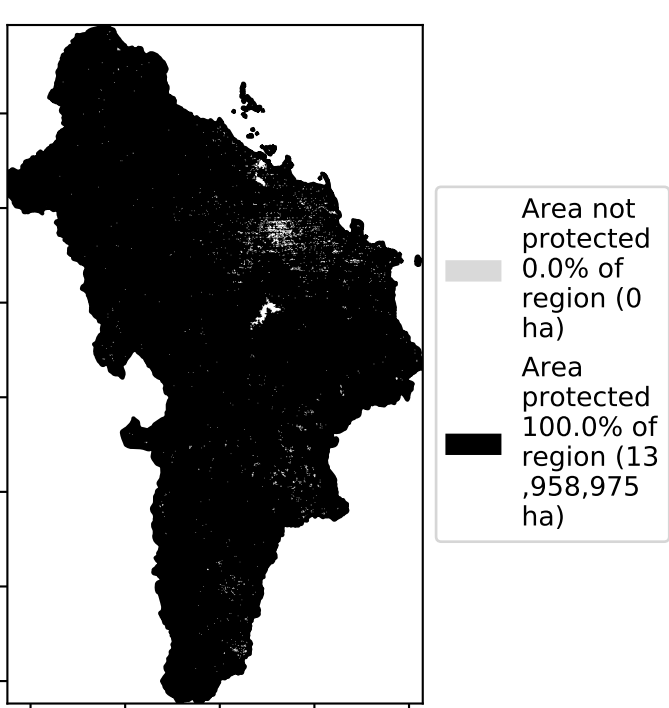 Area not
protected
0.0% of
region (0
ha)
Area
protected
100.0% of
region (13
,958,975
ha)